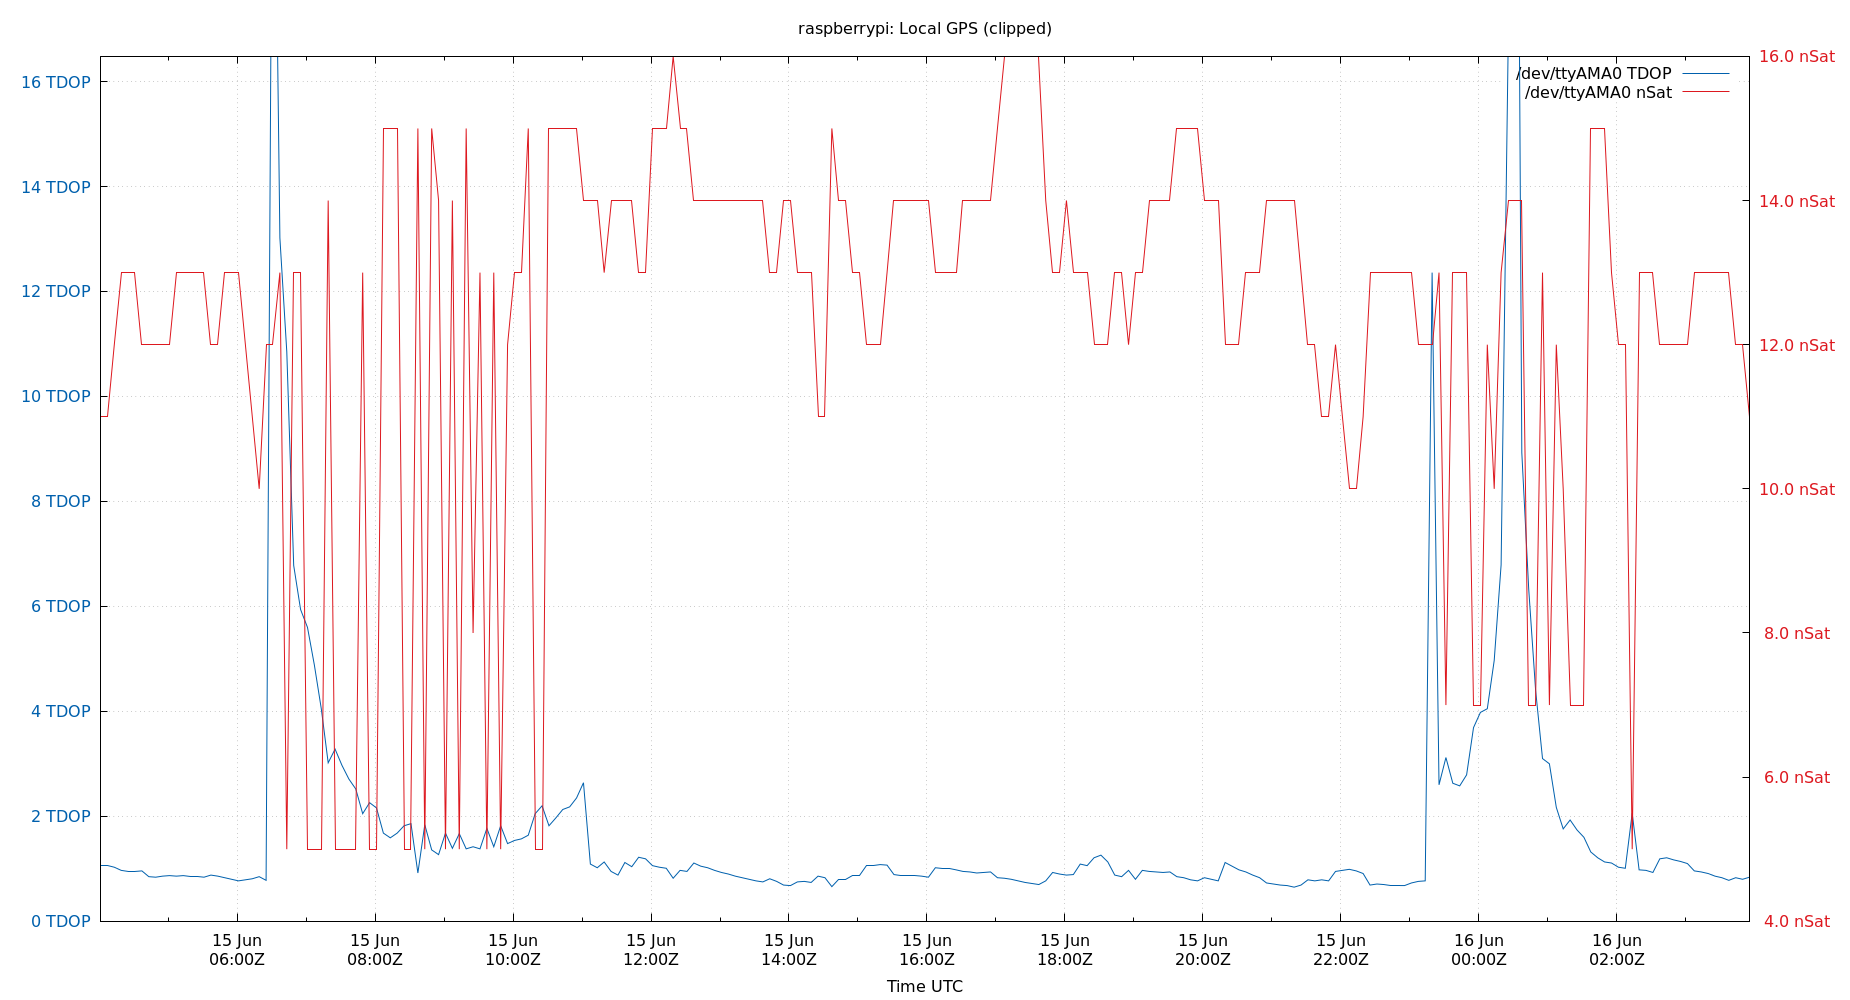 raspberrypi: Local GPS (clipped)
16 TDOP
14 TDOP
12 TDOP
10 TDOP
8 TDOP
6 TDOP
4 TDOP
2 TDOP
0 TDOP
16.0 nSat
14.0 nSat
12.0 nSat
10.0 nSat
8.0 nSat
6.0 nSat
4.0 nSat
/dev/ttyAMA0 TDOP
/dev/ttyAMA0 nSat
15 Jun
06:00Z
15 Jun
08:00Z
15 Jun
10:00Z
15 Jun
12:00Z
15 Jun
14:00Z
15 Jun
16:00Z
15 Jun
18:00Z
15 Jun
20:00Z
15 Jun
22:00Z
16 Jun
00:00Z
16 Jun
02:00Z
Time UTC